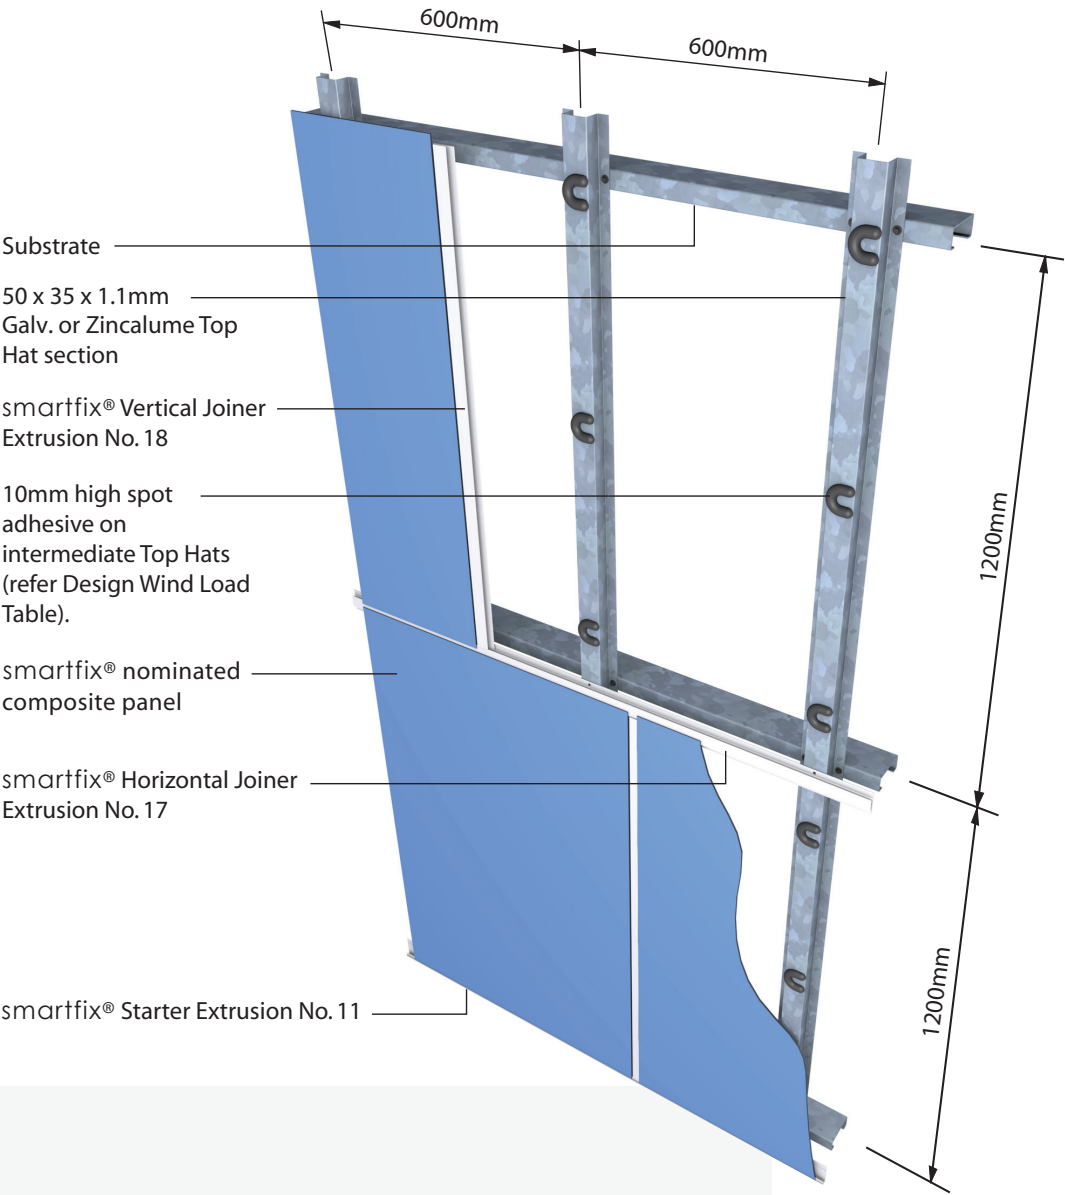 600mm
600mm
Substrate
50 x 35 x 1.1mm
Galv. or Zincalume Top
Hat section
smartfix® Vertical Joiner
Extrusion No. 18
10mm high spot
adhesive on
intermediate Top Hats
(refer Design Wind Load
Table).
1200mm
smartfix® nominated
composite panel
smartfix® Horizontal Joiner
Extrusion No. 17
1200mm
smartfix® Starter Extrusion No. 11